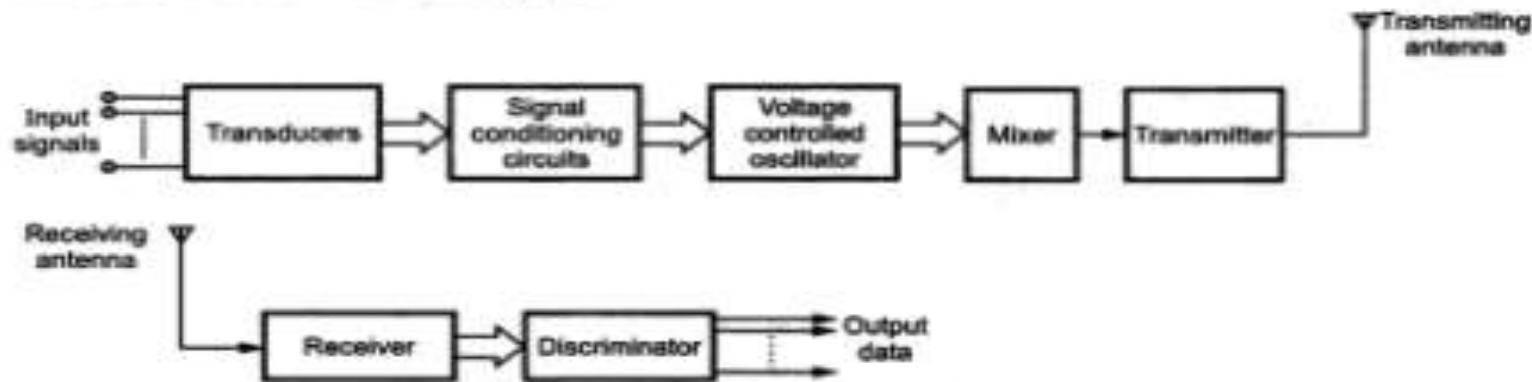 Transmitting
antenna
Input
signals
Transducers
Signal
conditioning
circuits
Voltage
controlled
oscillator
Mixer
Transmitter
Receiving
antenna
Receiver
Discriminator
Output
data